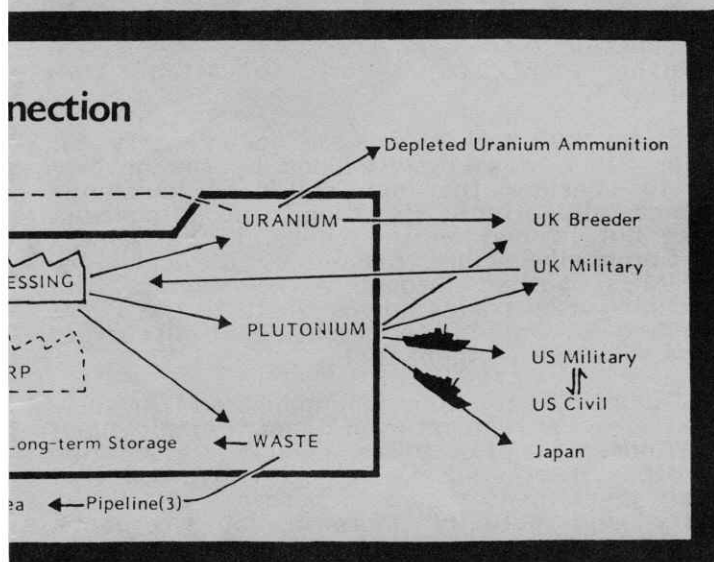 nection
Depleted Uranium Ammunition
URANIUM
UK Breeder
UK Military
ESSING
PLUTONIUM
US Military
RP
US Civil
Long-term Storage
WASTE
Japan
ea
Pipeline(3)